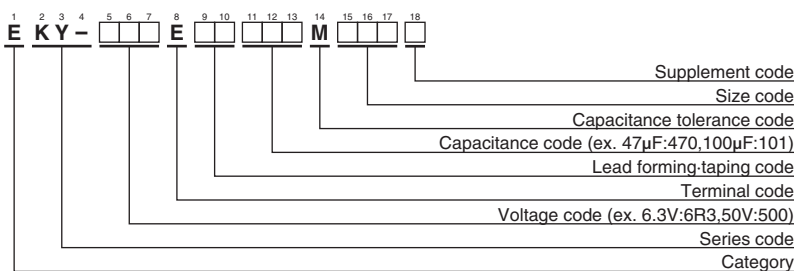 1 2 3 4 5 6 7 8 9 10 11 12 13 14 15 16 17 18
E K Y – E M
Supplement code
Size code
Capacitance tolerance code
Capacitance code (ex. 47μF:470,100μF:101)
Lead forming·taping code
Terminal code
Voltage code (ex. 6.3V:6R3,50V:500)
Series code
Category